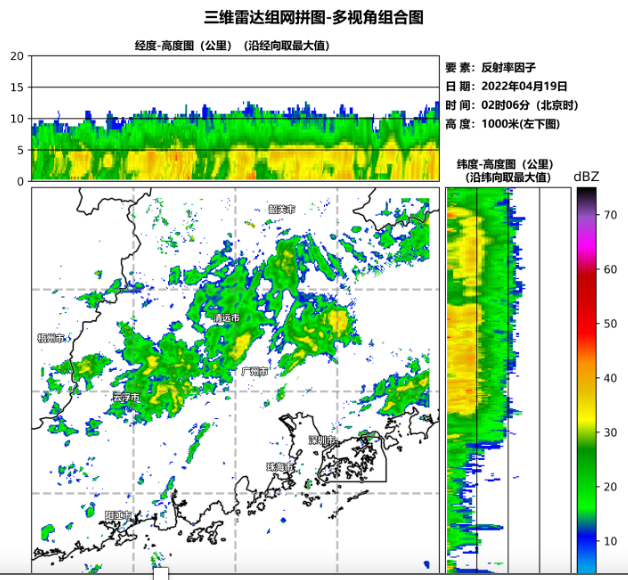 三维雷达组网拼图-多视角组合图
经度-高度图（公里）（沿经向取最大值）
20
15
10
5
0
要 素：反射率因子
日 期：2022年04月19日
时 间：02时06分（北京时）
高 度：1000米(左下图)
纬度-高度图（公里）
（沿纬向取最大值）
dBZ
70
60
50
40
30
20
10
韶关市
清远市
梧州市
广州市
云浮市
深圳市
珠海市
阳江市